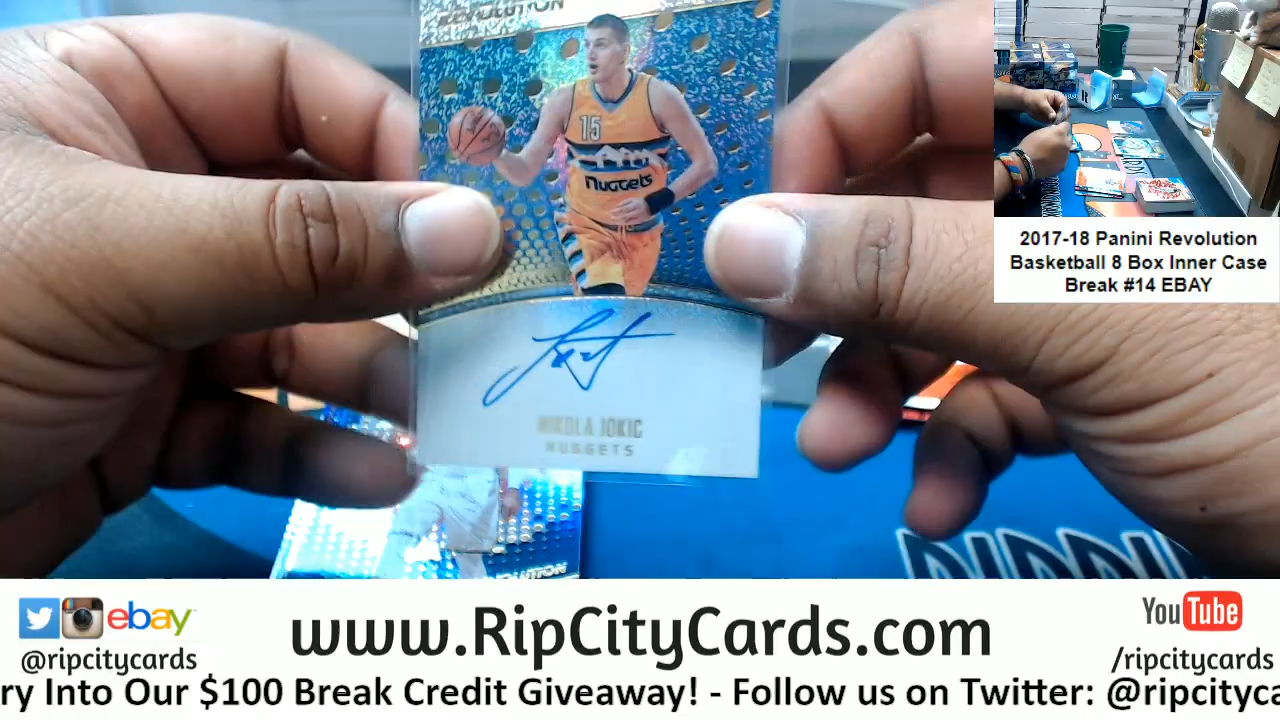 REVOLUTION
15
NUGGETS
NIKOLA JOKIC
NUGGETS
2017-18 Panini Revolution
Basketball 8 Box Inner Case
Break #14 EBAY
ebay
@ripcitycards
www.RipCityCards.com
YouTube
/ripcitycards
ry Into Our $100 Break Credit Giveaway! - Follow us on Twitter: @ripcityca